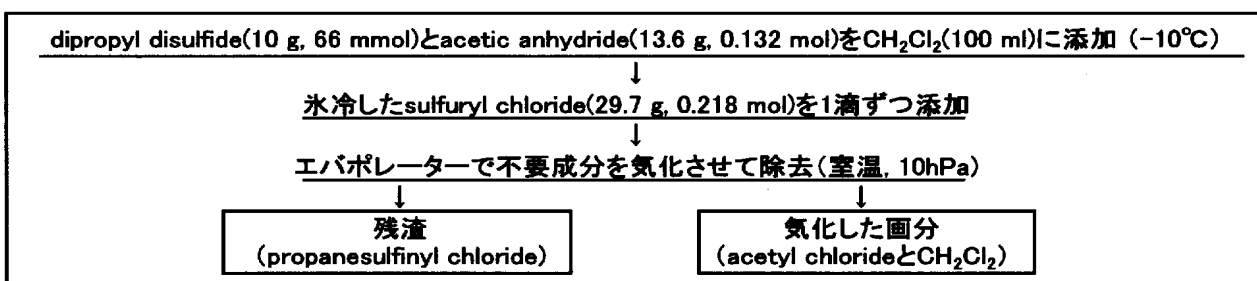 dipropyl disulfide(10 g, 66 mmol)とacetic anhydride(13.6 g, 0.132 mol)をCH₂Cl₂(100 ml)に添加 (-10℃)
↓
氷冷したsulfuryl chloride(29.7 g, 0.218 mol)を1滴ずつ添加
↓
エバポレーターで不要成分を気化させて除去(室温, 10hPa)
↓ ↓
残渣
(propanesulfinyl chloride)
気化した画分
(acetyl chlorideとCH₂Cl₂)